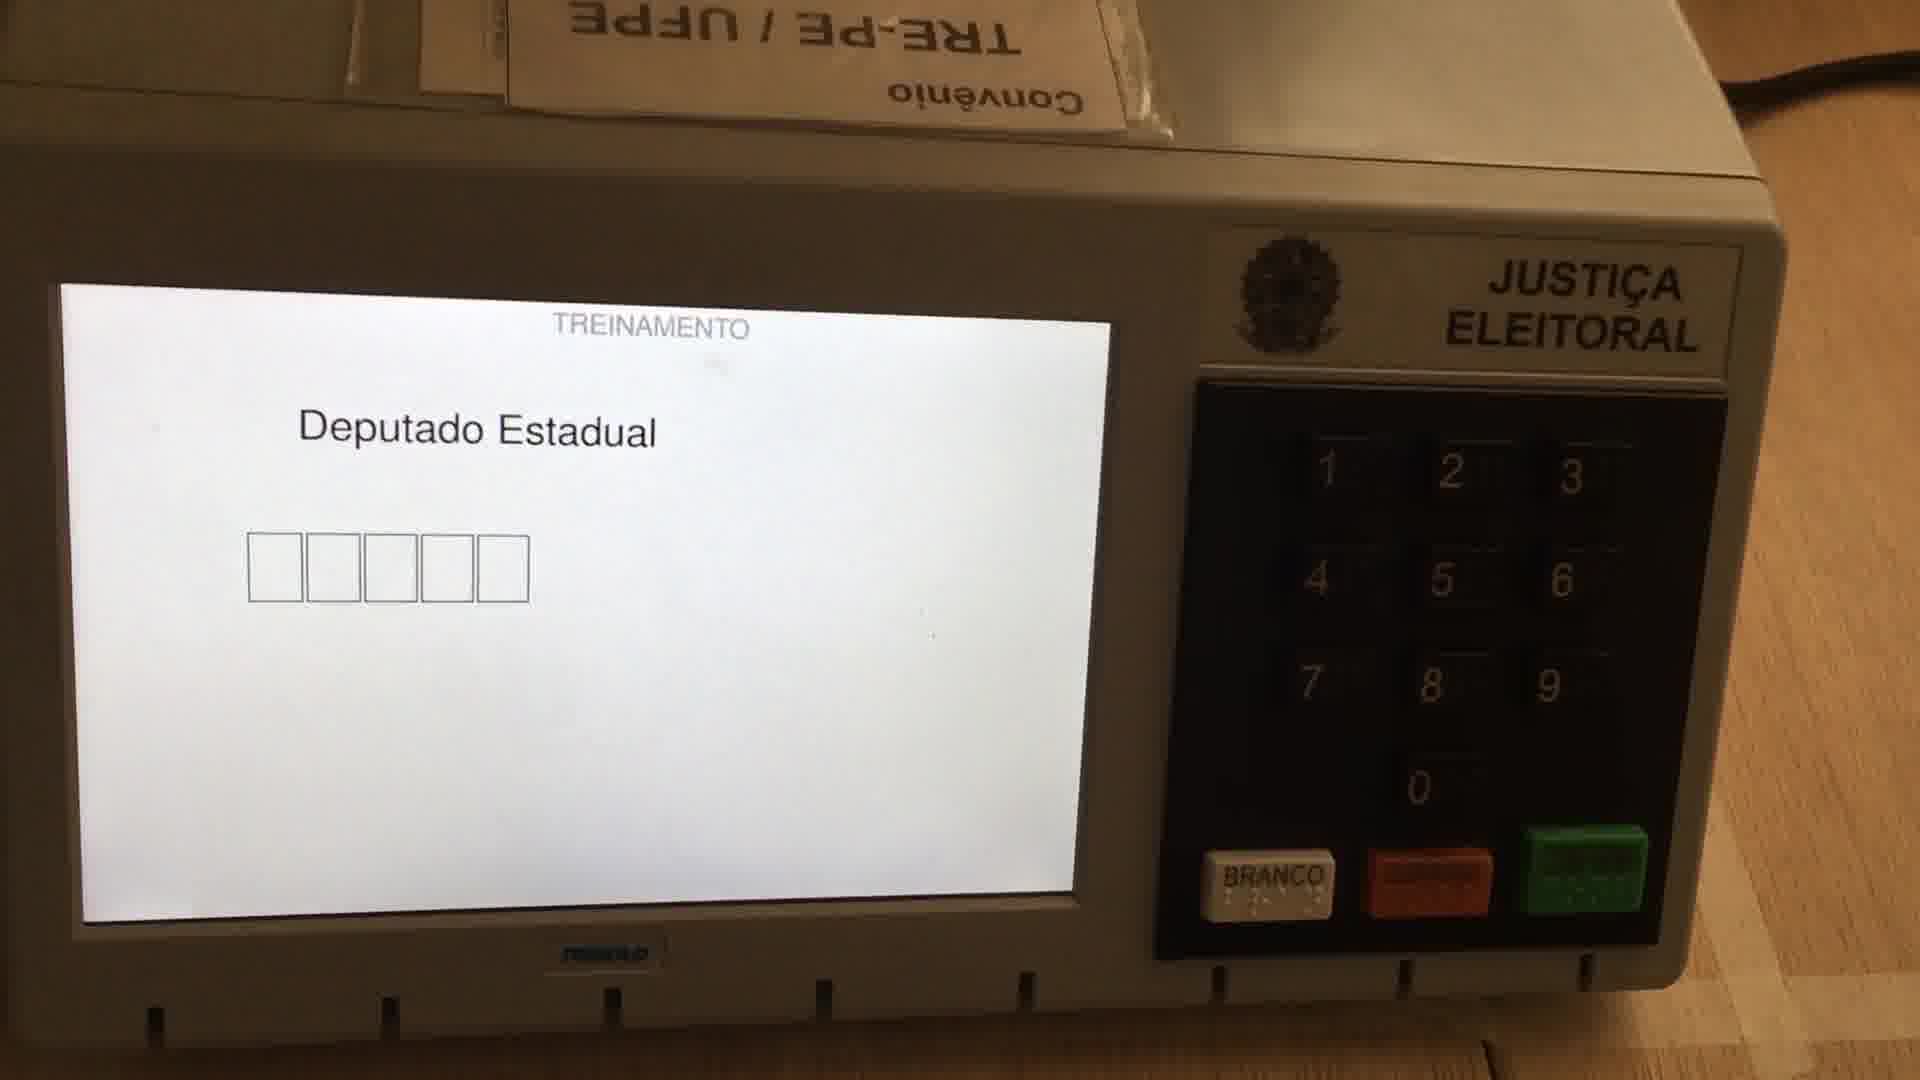 Convênio
TRE-PE / UFPE
JUSTIÇA
ELEITORAL
TREINAMENTO
Deputado Estadual
1 2 3
4 5 6
7 8 9
0
BRANCO